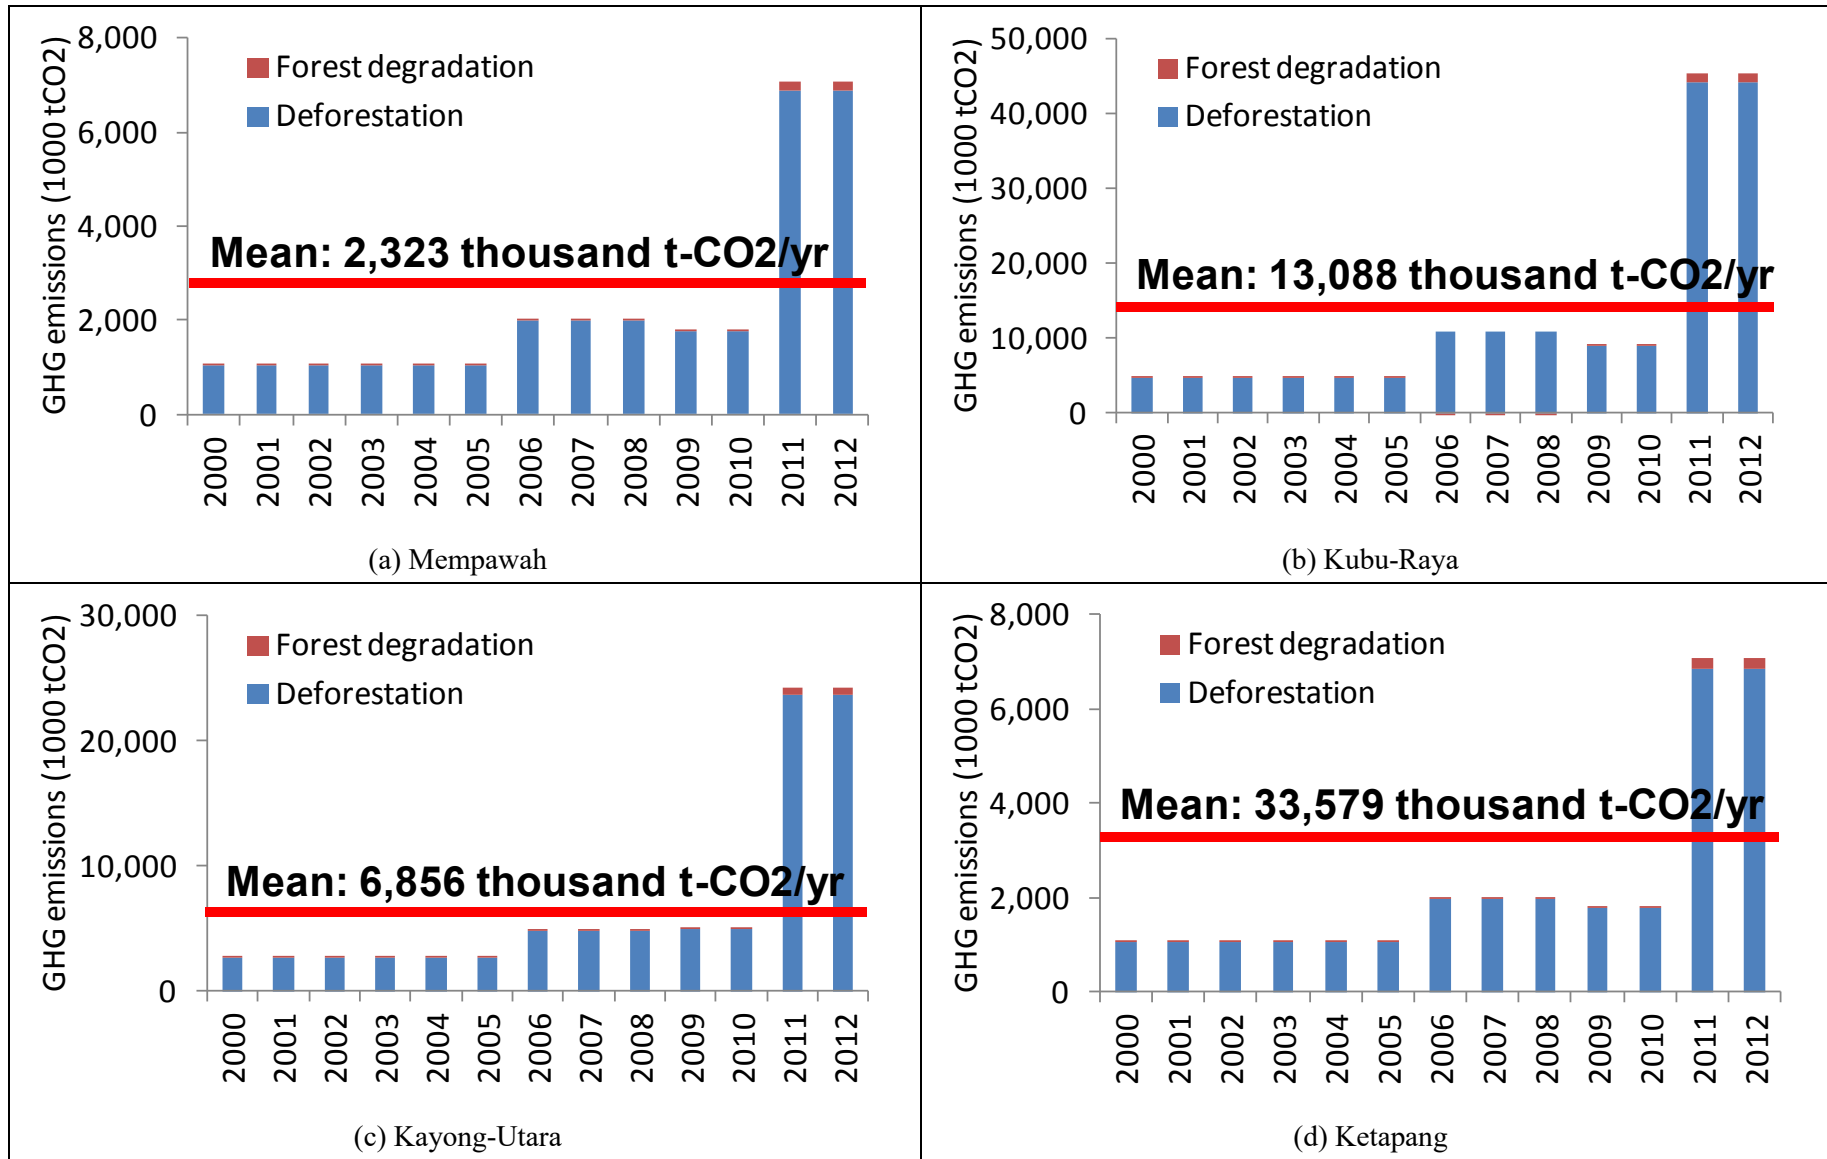 8,000
6,000
4,000
2,000
0
GHG emissions (1000 tCO2)
Forest degradation
Deforestation
Mean: 2,323 thousand t-CO2/yr
2000 2001 2002 2003 2004 2005 2006 2007 2008 2009 2010 2011 2012
(a) Mempawah
50,000
40,000
30,000
20,000
10,000
0
GHG emissions (1000 tCO2)
Forest degradation
Deforestation
Mean: 13,088 thousand t-CO2/yr
2000 2001 2002 2003 2004 2005 2006 2007 2008 2009 2010 2011 2012
(b) Kubu-Raya
30,000
20,000
10,000
0
GHG emissions (1000 tCO2)
Forest degradation
Deforestation
Mean: 6,856 thousand t-CO2/yr
2000 2001 2002 2003 2004 2005 2006 2007 2008 2009 2010 2011 2012
(c) Kayong-Utara
8,000
6,000
4,000
2,000
0
GHG emissions (1000 tCO2)
Forest degradation
Deforestation
Mean: 33,579 thousand t-CO2/yr
2000 2001 2002 2003 2004 2005 2006 2007 2008 2009 2010 2011 2012
(d) Ketapang